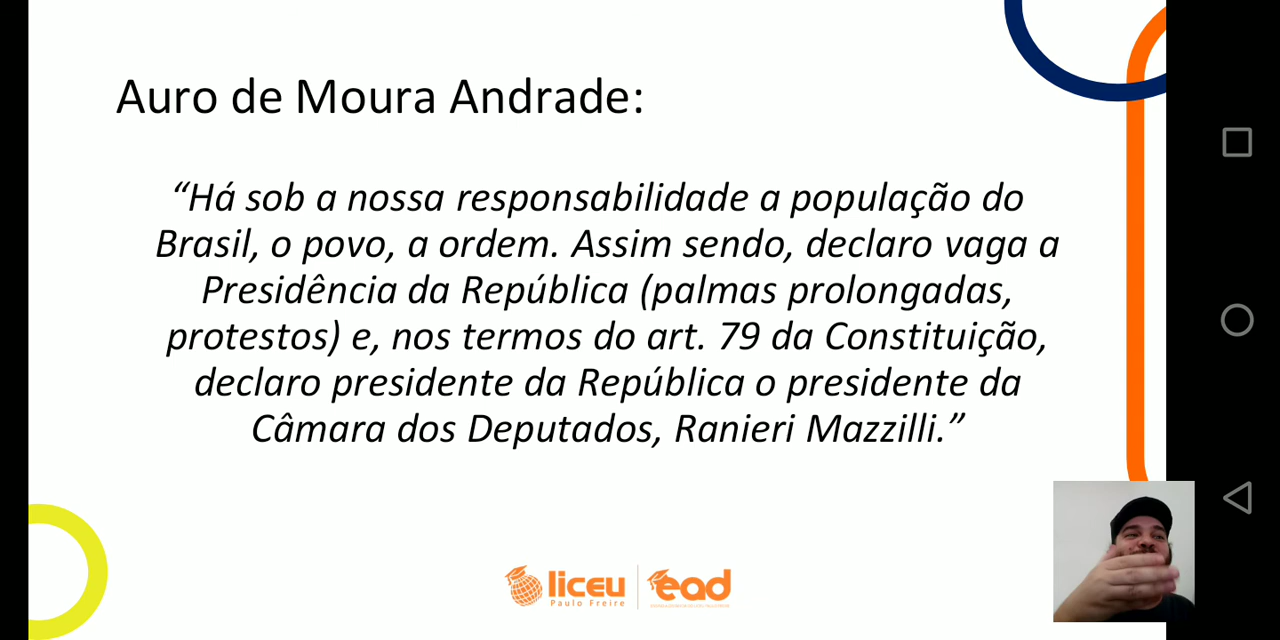 Auro de Moura Andrade:
“Há sob a nossa responsabilidade a população do
Brasil, o povo, a ordem. Assim sendo, declaro vaga a
Presidência da República (palmas prolongadas,
protestos) e, nos termos do art. 79 da Constituição,
declaro presidente da República o presidente da
Câmara dos Deputados, Ranieri Mazzilli.”
liceu
Paulo Freire
ead